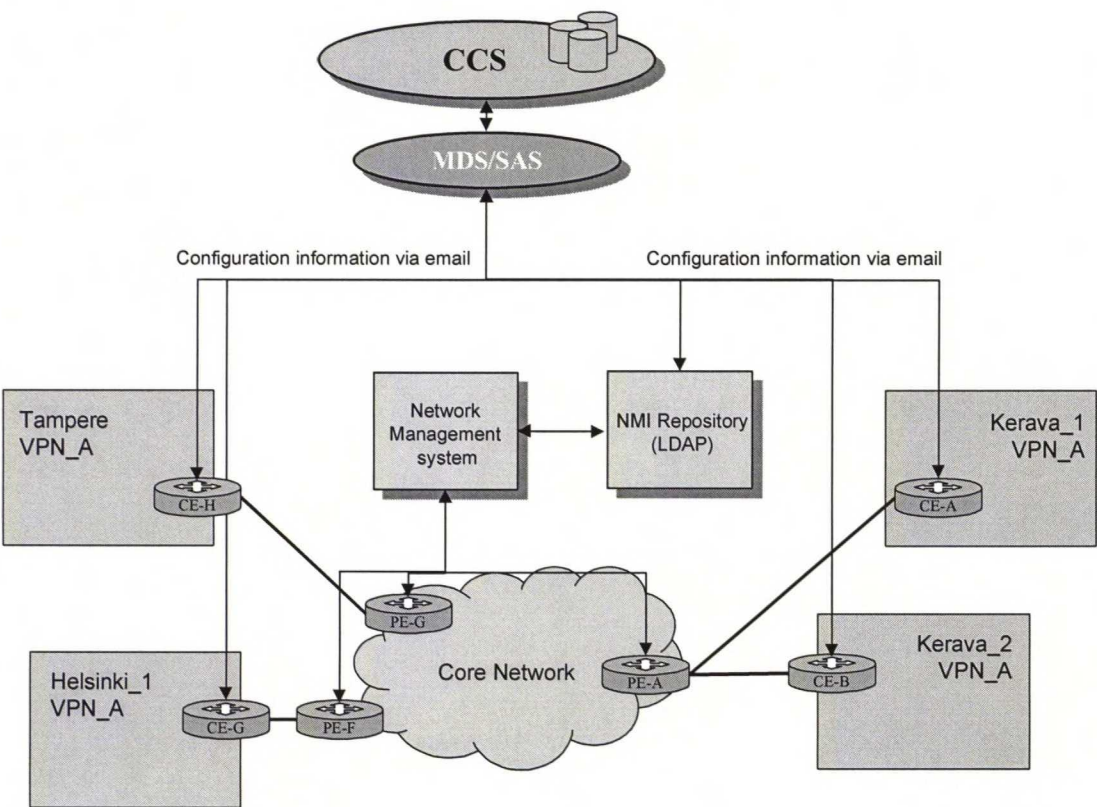 CCS
MDS/SAS
Configuration information via email
Configuration information via email
Tampere
VPN_A
Network
Management
system
NMI Repository
(LDAP)
Kerava_1
VPN_A
CE-H
CE-A
PE-G
Core Network
Kerava_2
VPN_A
PE-A
CE-B
Helsinki_1
VPN_A
CE-G
PE-F